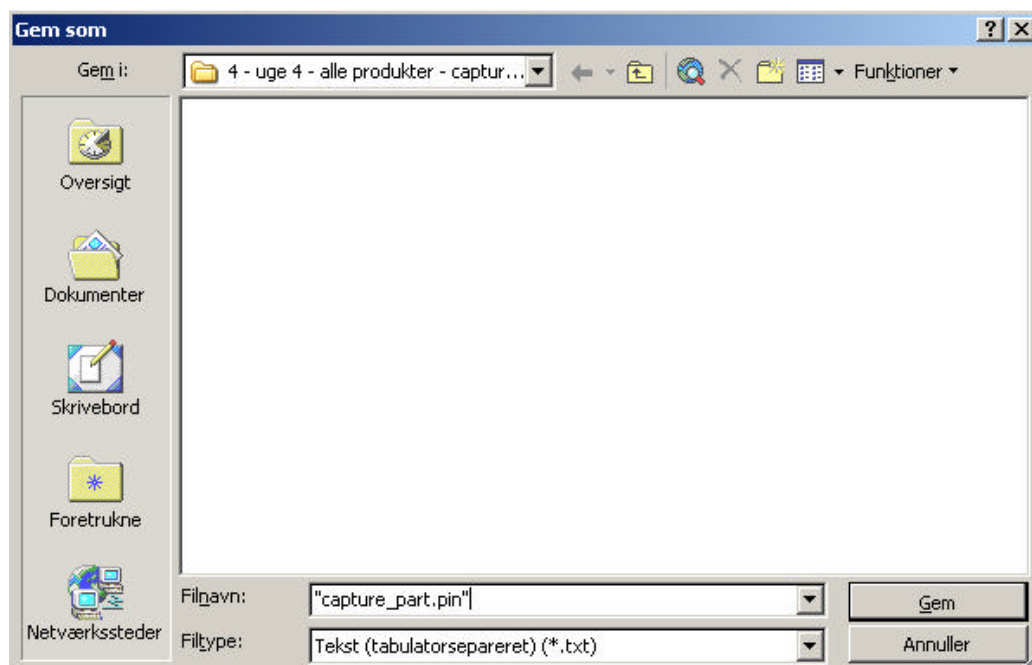 Gem som
Gem i:
4 - uge 4 - alle produkter - captur...
Funktioner
Oversigt
Dokumenter
Skrivebord
Foretrukne
Netværkssteder
Filnavn:
"capture_part.pin"
Gem
Filtype:
Tekst (tabulatorsepareret) (*.txt)
Annuller